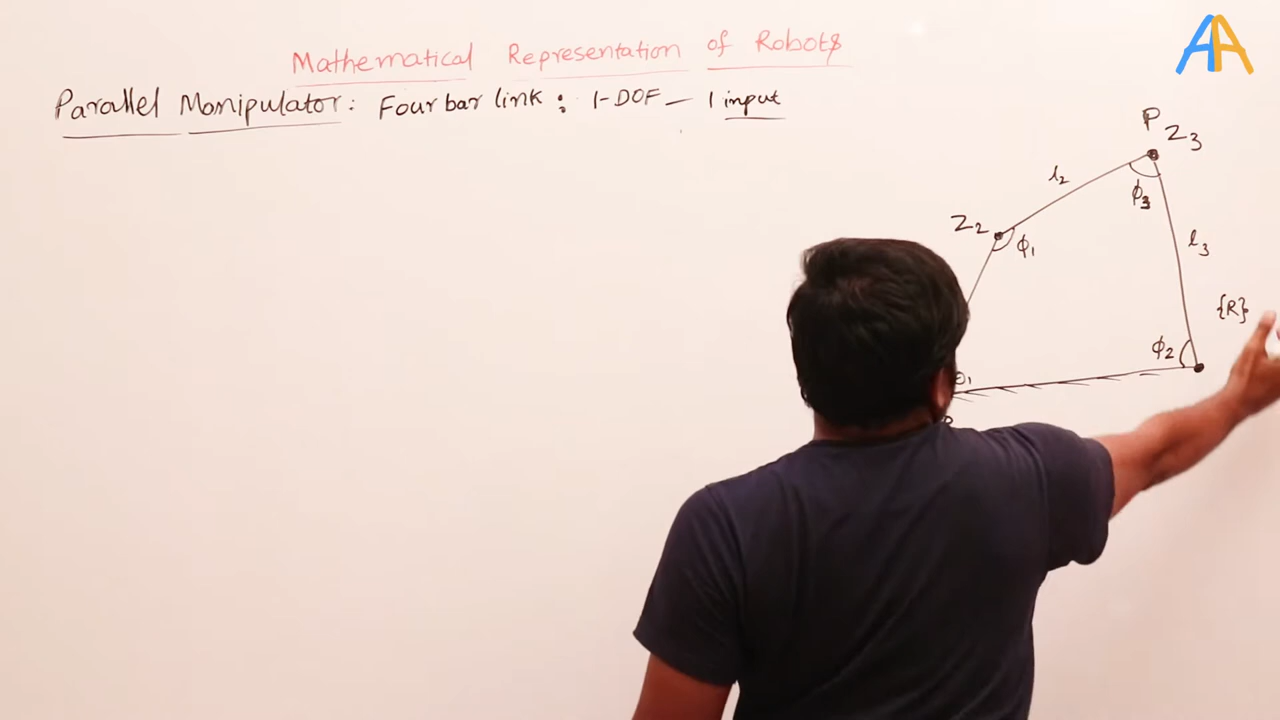 Mathematical Representation of Robots
Parallel Manipulator: Four bar link : 1-DOF – 1 input
P
Z3
l2
ϕ3
Z2
ϕ1
l3
{R}
ϕ2